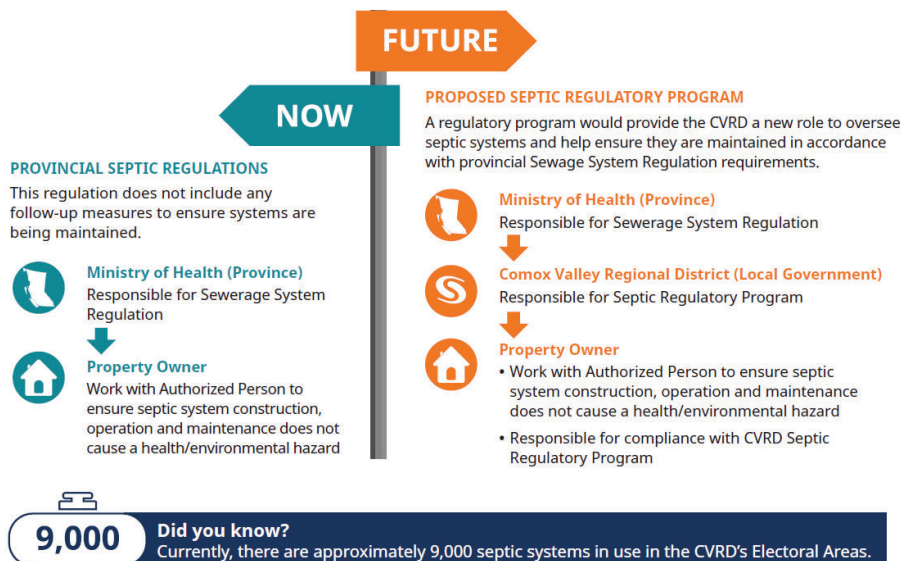 FUTURE
NOW
PROVINCIAL SEPTIC REGULATIONS
This regulation does not include any
follow-up measures to ensure systems are
being maintained.
Ministry of Health (Province)
Responsible for Sewerage System
Regulation
Property Owner
Work with Authorized Person to
ensure septic system construction,
operation and maintenance does not
cause a health/environmental hazard
PROPOSED SEPTIC REGULATORY PROGRAM
A regulatory program would provide the CVRD a new role to oversee
septic systems and help ensure they are maintained in accordance
with provincial Sewage System Regulation requirements.
Ministry of Health (Province)
Responsible for Sewerage System Regulation
Comox Valley Regional District (Local Government)
Responsible for Septic Regulatory Program
Property Owner
• Work with Authorized Person to ensure septic
system construction, operation and maintenance
does not cause a health/environmental hazard
• Responsible for compliance with CVRD Septic
Regulatory Program
9,000
Did you know?
Currently, there are approximately 9,000 septic systems in use in the CVRD's Electoral Areas.